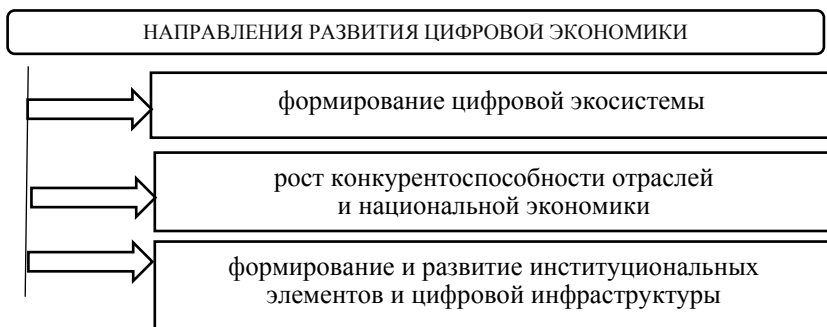 НАПРАВЛЕНИЯ РАЗВИТИЯ ЦИФРОВОЙ ЭКОНОМИКИ
формирование цифровой экосистемы
рост конкурентоспособности отраслей
и национальной экономики
формирование и развитие институциональных
элементов и цифровой инфраструктуры